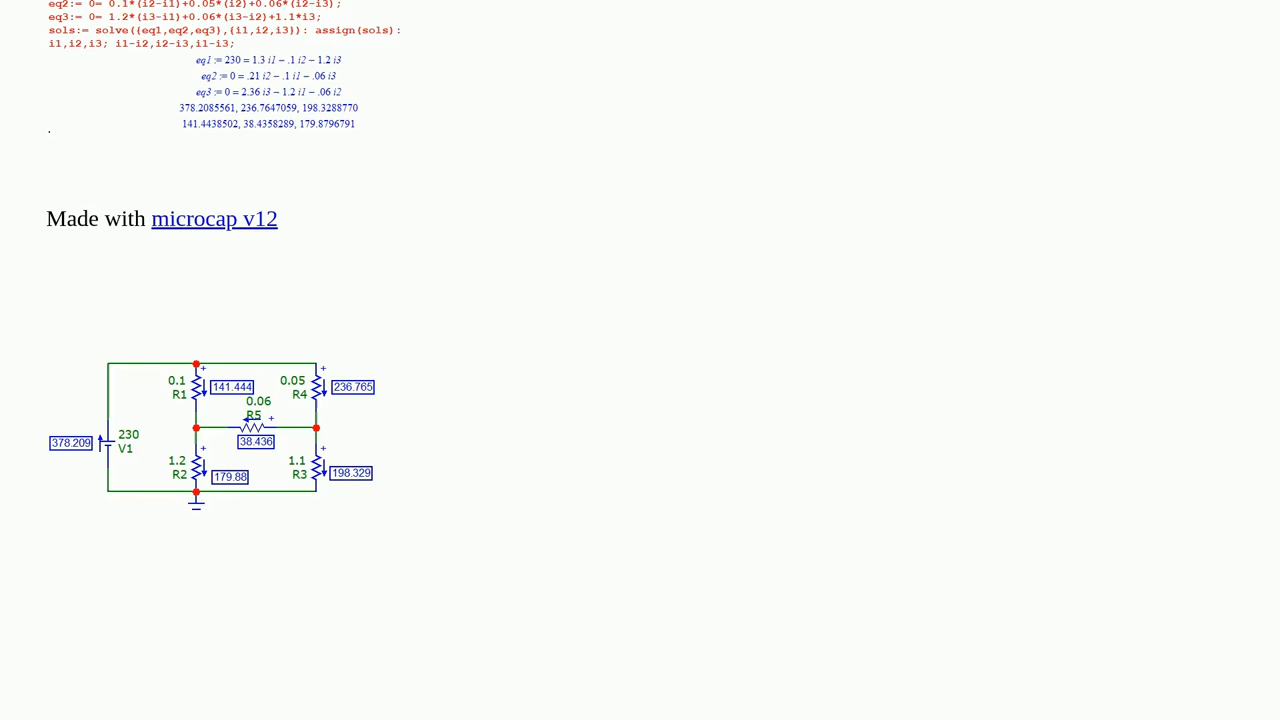 eq2:= 0= 0.1*(i2-i1)+0.05*(i2)+0.06*(i2-i3);
eq3:= 0= 1.2*(i3-i1)+0.06*(i3-i2)+1.1*i3;
sols:= solve({eq1,eq2,eq3},{i1,i2,i3}): assign(sols):
i1,i2,i3; i1-i2,i2-i3,i1-i3;
eq1 := 230 = 1.3 i1 − .1 i2 − 1.2 i3
eq2 := 0 = .21 i2 − .1 i1 − .06 i3
eq3 := 0 = 2.36 i3 − 1.2 i1 − .06 i2
378.2085561, 236.7647059, 198.3288770
141.4438502, 38.4358289, 179.8796791
.
Made with microcap v12
0.1
R1
141.444
0.05
R4
236.765
0.06
R5
38.436
378.209
230
V1
1.2
R2
179.88
1.1
R3
198.329